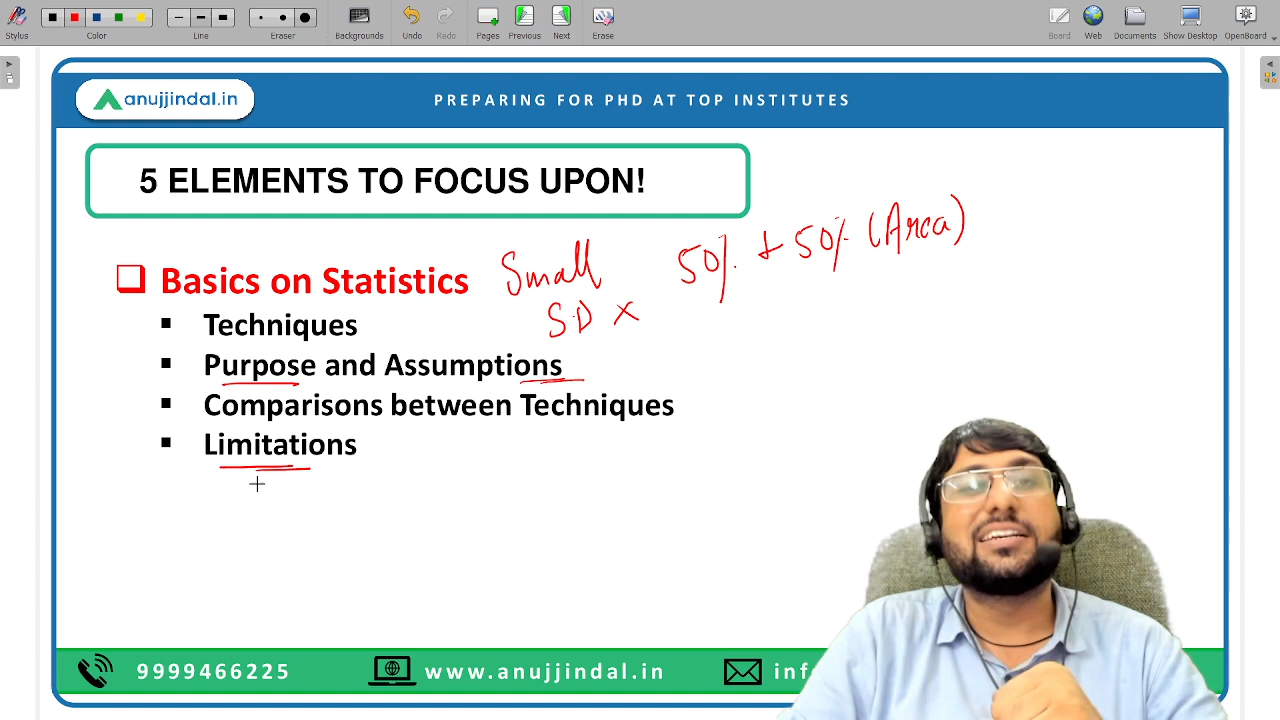 Stylus Color Line Eraser Backgrounds Undo Redo Pages Previous Next Erase Board Web Documents Show Desktop OpenBoard
anujjindal.in PREPARING FOR PHD AT TOP INSTITUTES
5 ELEMENTS TO FOCUS UPON!
50% + 50% (Area)
Basics on Statistics Small
S.D X
Techniques
Purpose and Assumptions
Comparisons between Techniques
Limitations
9999466225 www.anujjindal.in inf